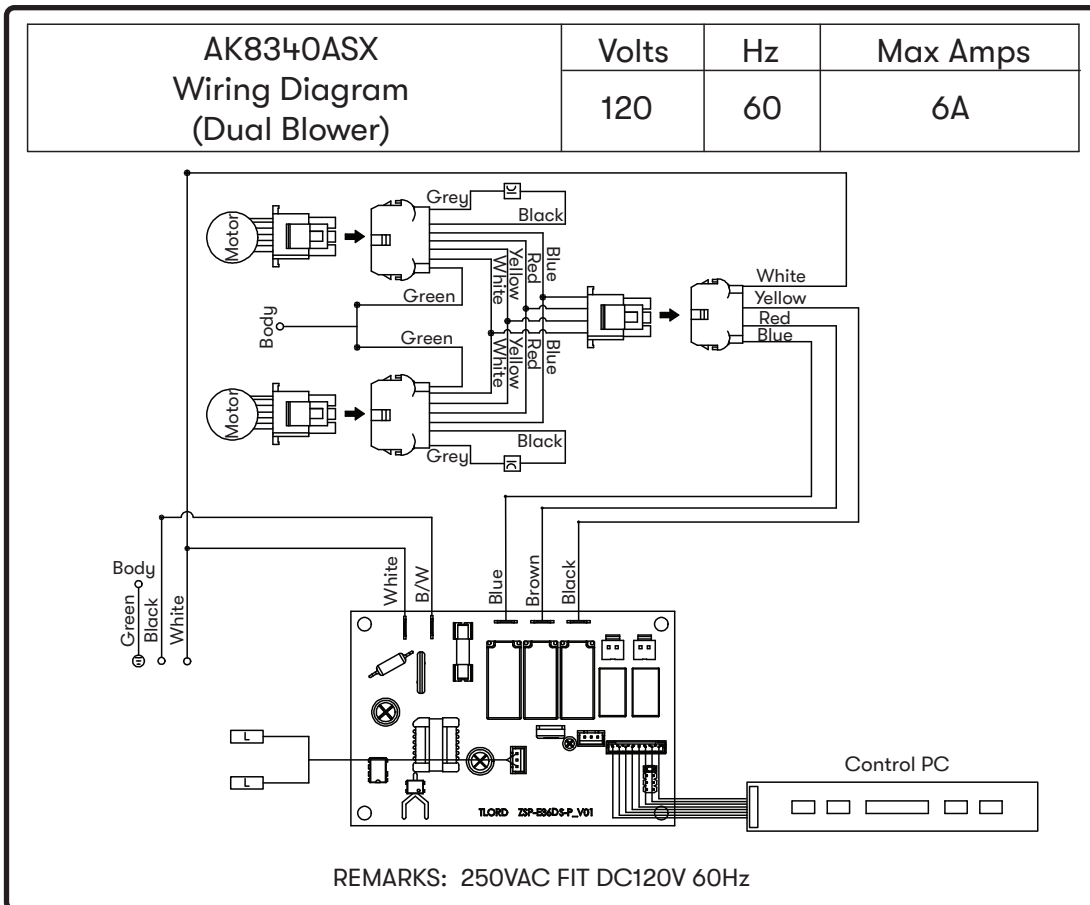 AK8340ASX
Wiring Diagram
(Dual Blower)
Volts
Hz
Max Amps
120
60
6A
Motor
Grey
Black
Blue
Red
Yellow
White
Green
Body
Green
White
Yellow
Red
Blue
Motor
Black
Grey
White
Yellow
Red
Blue
Body
Green
Black
White
White
B/W
Blue
Brown
Black
L
L
TLORD ZSP-E36DS-P_V01
Control PC
REMARKS: 250VAC FIT DC120V 60Hz